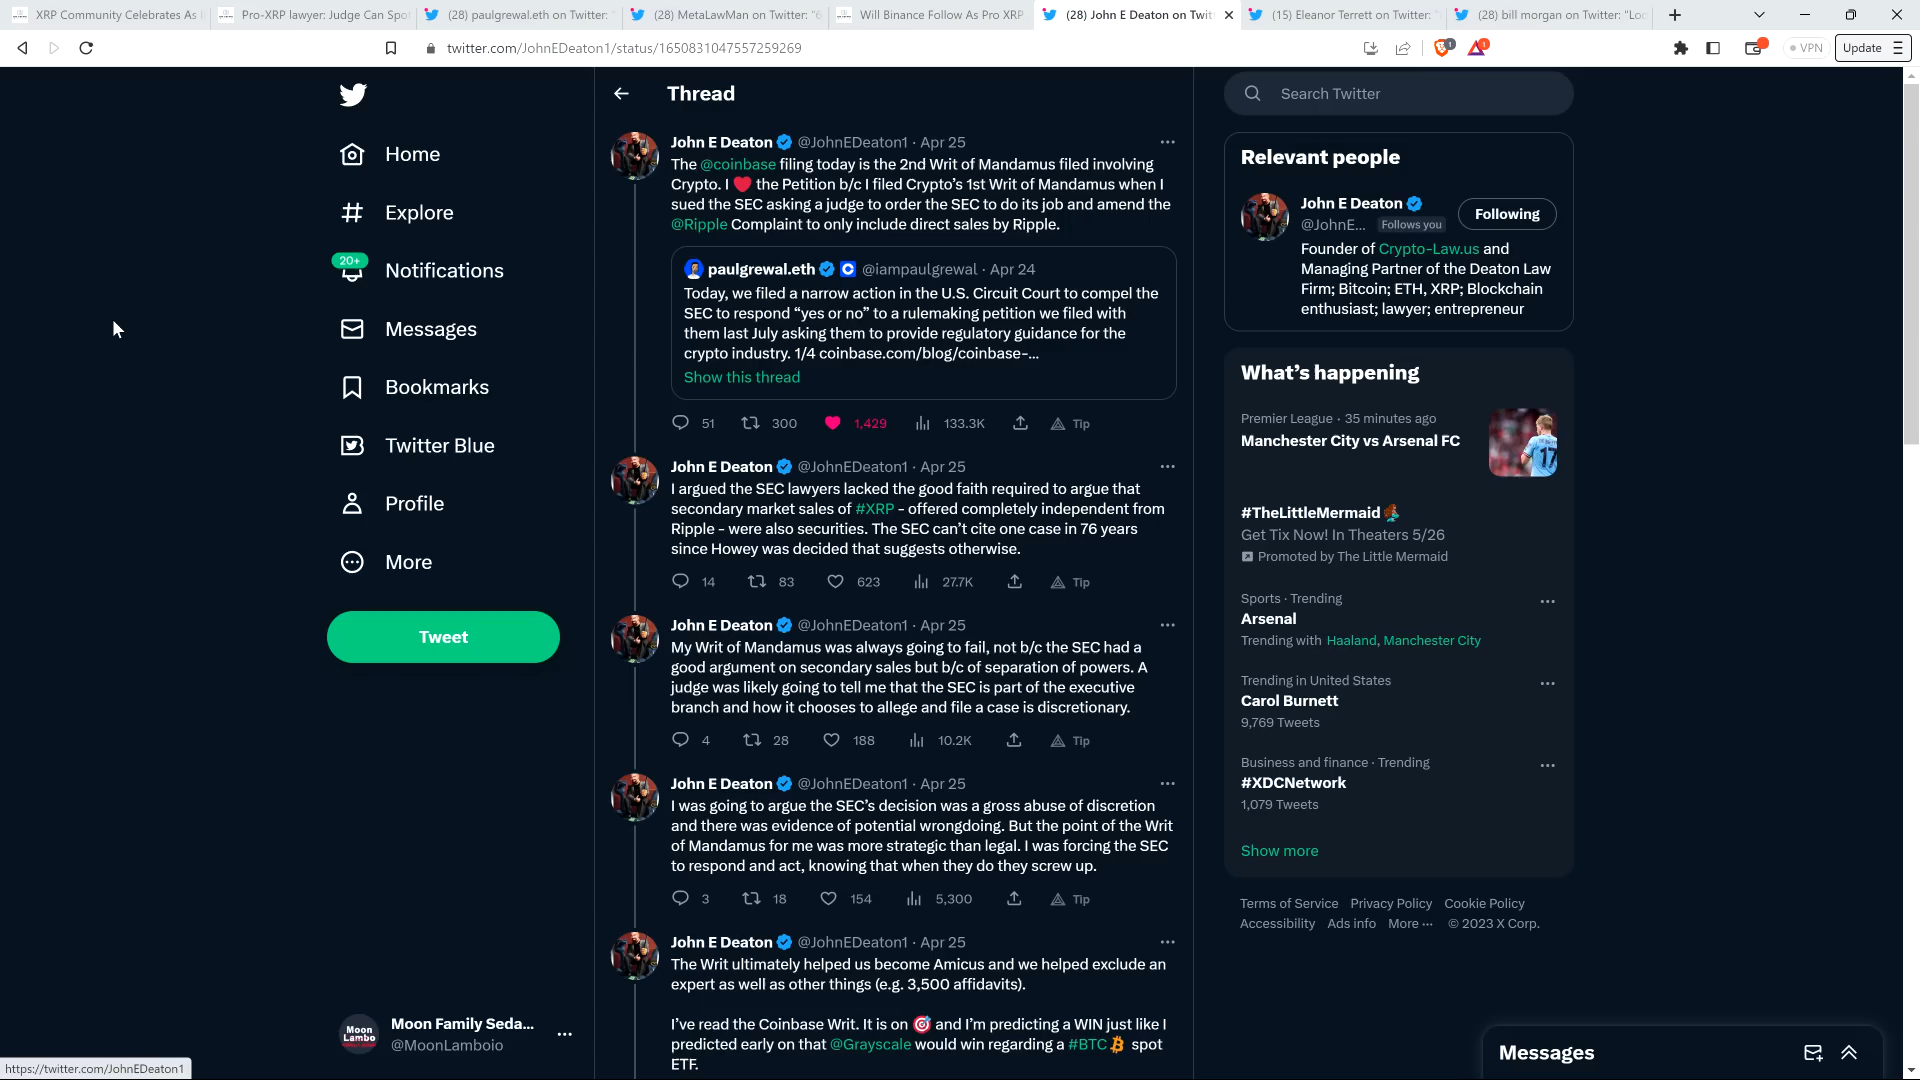 XRP Community Celebrates As
Pro-XRP lawyer: Judge Can Spo
(28) paulgrewal.eth on Twitter: "
(28) MetaLawMan on Twitter: "6
Will Binance Follow As Pro XRP
(28) John E Deaton on Twitt
(15) Eleanor Terrett on Twitter: "
(28) bill morgan on Twitter: "Loo
twitter.com/JohnEDeaton1/status/1650831047557259269
1
1
VPN
Update
Home
Explore
20+
Notifications
Messages
Bookmarks
Twitter Blue
Profile
More
Tweet
Moon Lambo
Moon Family Seda...
@MoonLamboio
https://twitter.com/JohnEDeaton1
Thread
John E Deaton @JohnEDeaton1 · Apr 25
The @coinbase filing today is the 2nd Writ of Mandamus filed involving
Crypto. I ❤️ the Petition b/c I filed Crypto's 1st Writ of Mandamus when I
sued the SEC asking a judge to order the SEC to do its job and amend the
@Ripple Complaint to only include direct sales by Ripple.
paulgrewal.eth @iampaulgrewal · Apr 24
Today, we filed a narrow action in the U.S. Circuit Court to compel the
SEC to respond "yes or no" to a rulemaking petition we filed with
them last July asking them to provide regulatory guidance for the
crypto industry. 1/4 coinbase.com/blog/coinbase-...
Show this thread
51 300 1,429 133.3K Tip
John E Deaton @JohnEDeaton1 · Apr 25
I argued the SEC lawyers lacked the good faith required to argue that
secondary market sales of #XRP - offered completely independent from
Ripple - were also securities. The SEC can't cite one case in 76 years
since Howey was decided that suggests otherwise.
14 83 623 27.7K Tip
John E Deaton @JohnEDeaton1 · Apr 25
My Writ of Mandamus was always going to fail, not b/c the SEC had a
good argument on secondary sales but b/c of separation of powers. A
judge was likely going to tell me that the SEC is part of the executive
branch and how it chooses to allege and file a case is discretionary.
4 28 188 10.2K Tip
John E Deaton @JohnEDeaton1 · Apr 25
I was going to argue the SEC's decision was a gross abuse of discretion
and there was evidence of potential wrongdoing. But the point of the Writ
of Mandamus for me was more strategic than legal. I was forcing the SEC
to respond and act, knowing that when they do they screw up.
3 18 154 5,300 Tip
John E Deaton @JohnEDeaton1 · Apr 25
The Writ ultimately helped us become Amicus and we helped exclude an
expert as well as other things (e.g. 3,500 affidavits).
I've read the Coinbase Writ. It is on 🎯 and I'm predicting a WIN just like I
predicted early on that @Grayscale would win regarding a #BTC spot
ETF.
Search Twitter
Relevant people
John E Deaton
@JohnE... Follows you
Following
Founder of Crypto-Law.us and
Managing Partner of the Deaton Law
Firm; Bitcoin; ETH, XRP; Blockchain
enthusiast; lawyer; entrepreneur
What's happening
Premier League · 35 minutes ago
Manchester City vs Arsenal FC
17
#TheLittleMermaid
Get Tix Now! In Theaters 5/26
Promoted by The Little Mermaid
Sports · Trending
Arsenal
Trending with Haaland, Manchester City
Trending in United States
Carol Burnett
9,769 Tweets
Business and finance · Trending
#XDCNetwork
1,079 Tweets
Show more
Terms of Service Privacy Policy Cookie Policy
Accessibility Ads info More ··· © 2023 X Corp.
Messages